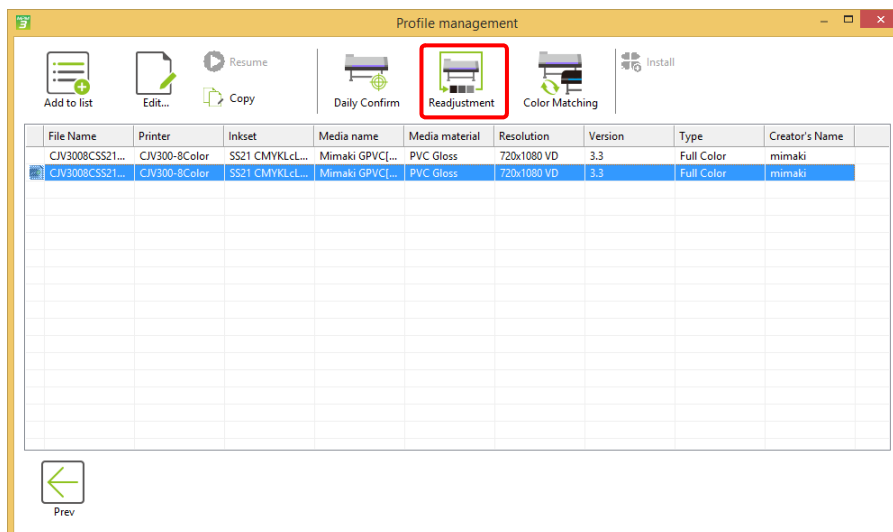 Profile management
Resume
Install
Copy
Add to list Edit... Daily Confirm Readjustment Color Matching
File Name Printer Inkset Media name Media material Resolution Version Type Creator's Name
CJV3008CSS21... CJV300-8Color SS21 CMYKLcL... Mimaki GPVC[... PVC Gloss 720x1080 VD 3.3 Full Color mimaki
CJV3008CSS21... CJV300-8Color SS21 CMYKLcL... Mimaki GPVC[... PVC Gloss 720x1080 VD 3.3 Full Color mimaki
Prev